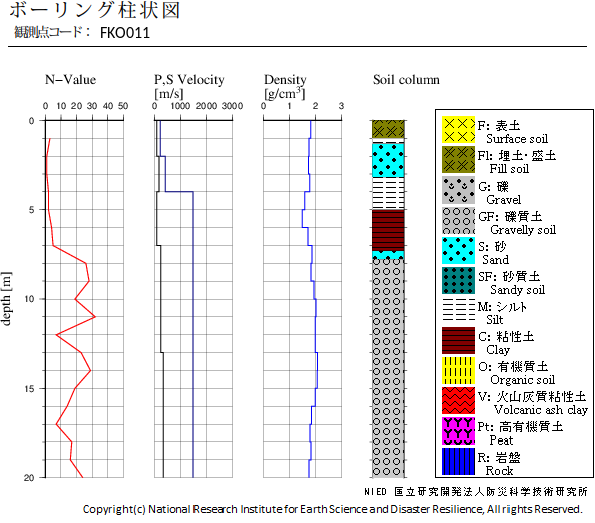 ボーリング柱状図
観測点コード： FKO011
N−Value
P,S Velocity
Density
Soil column
[m/s]
[g/cm3]
0 10 20 30 40 50
0 1000 2000 3000
0 1 2 3
depth [m]
0
5
10
15
20
F: 表土
Surface soil
Fl: 埋土・盛土
Fill soil
G: 礫
Gravel
GF: 礫質土
Gravelly soil
S: 砂
Sand
SF: 砂質土
Sandy soil
M: シルト
Silt
C: 粘性土
Clay
O: 有機質土
Organic soil
V: 火山灰質粘性土
Volcanic ash clay
Pt: 高有機質土
Peat
R: 岩盤
Rock
NIED 国立研究開発法人防災科学技術研究所
Copyright(c) National Research Institute for Earth Science and Disaster Resilience, All Rights Reserved.